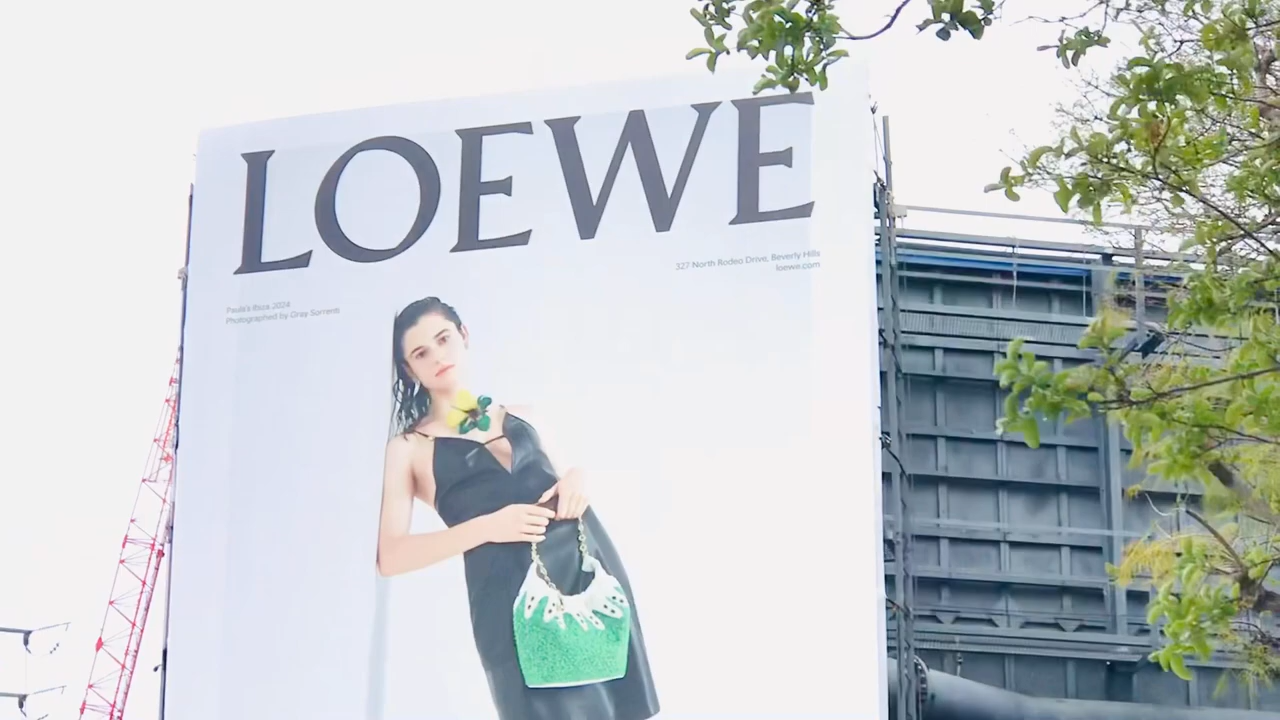 LOEWE
327 North Rodeo Drive, Beverly Hills
loewe.com
Paula's Ibiza 2024
Photographed by Gray Sorrenti